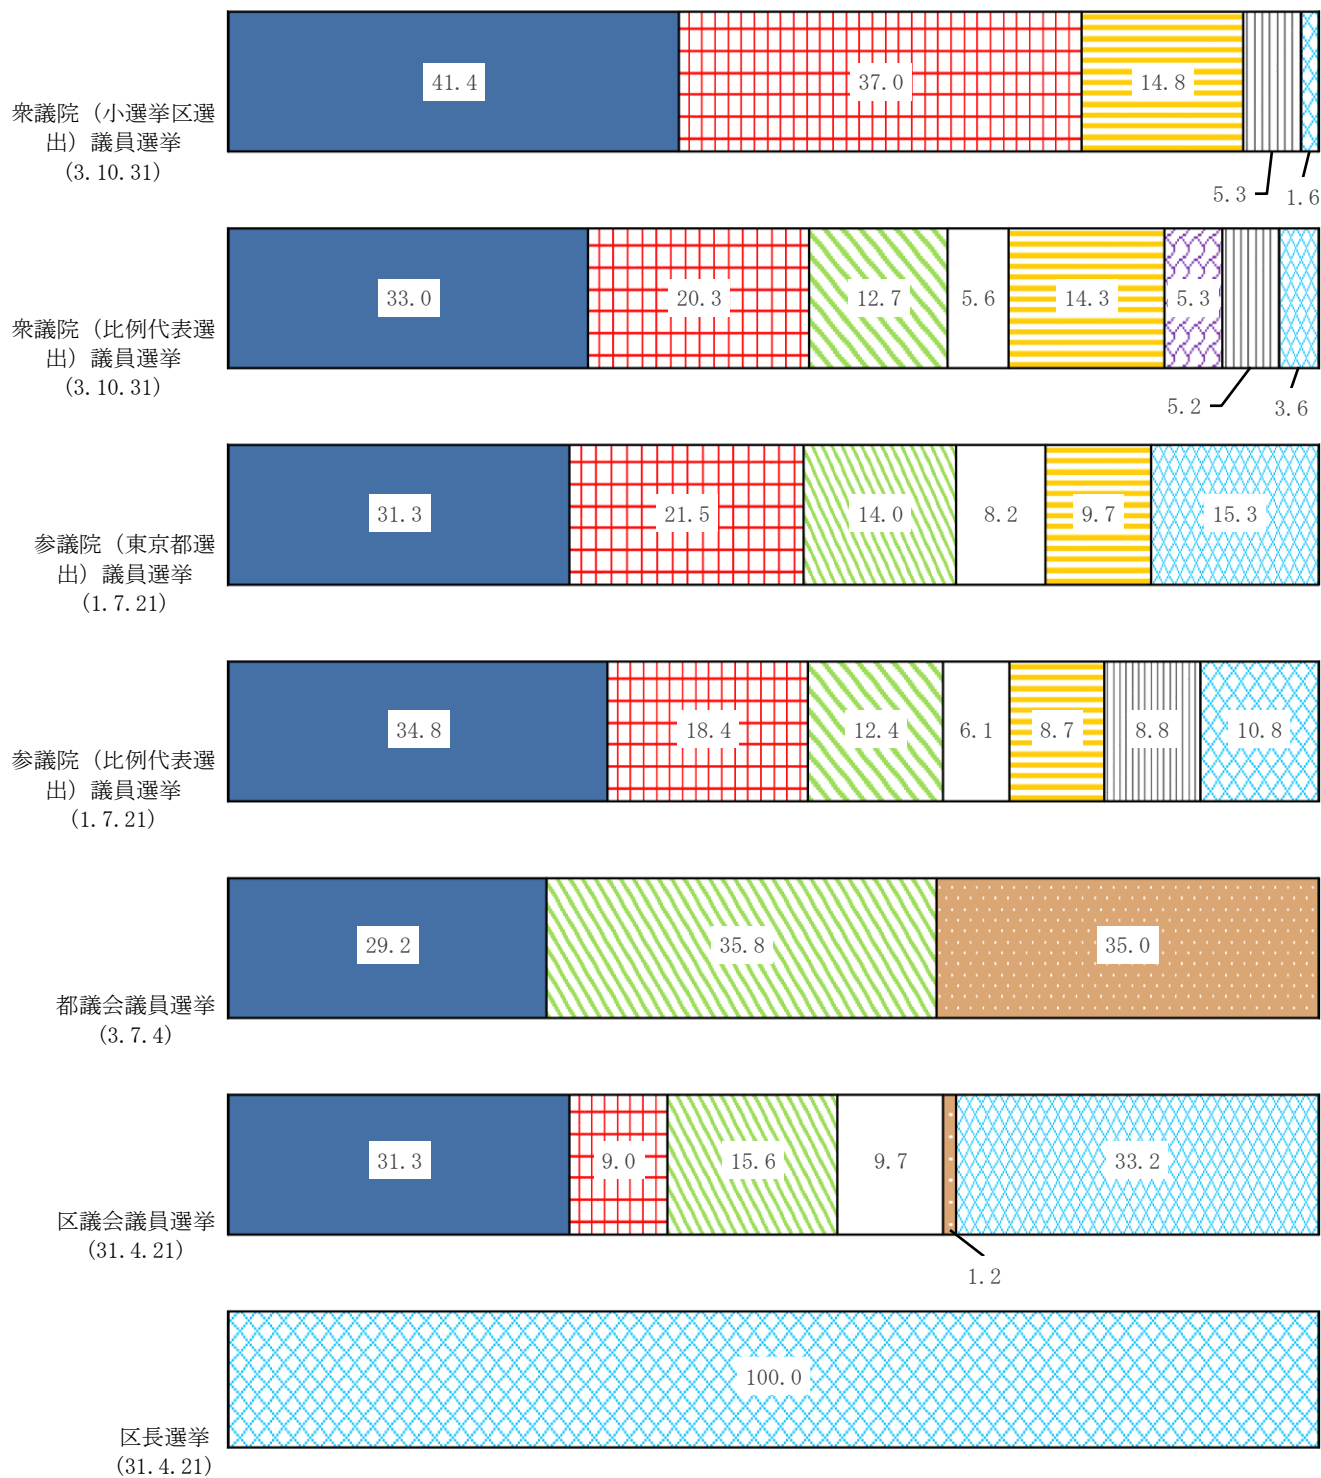 41.4 37.0 14.8
衆議院（小選挙区選
出）議員選挙
(3.10.31)
5.3 1.6
33.0 20.3 12.7 5.6 14.3 5.3
衆議院（比例代表選
出）議員選挙
(3.10.31)
5.2 3.6
31.3 21.5 14.0 8.2 9.7 15.3
参議院（東京都選
出）議員選挙
(1.7.21)
34.8 18.4 12.4 6.1 8.7 8.8 10.8
参議院（比例代表選
出）議員選挙
(1.7.21)
29.2 35.8 35.0
都議会議員選挙
(3.7.4)
31.3 9.0 15.6 9.7 33.2
区議会議員選挙
(31.4.21)
1.2
100.0
区長選挙
(31.4.21)